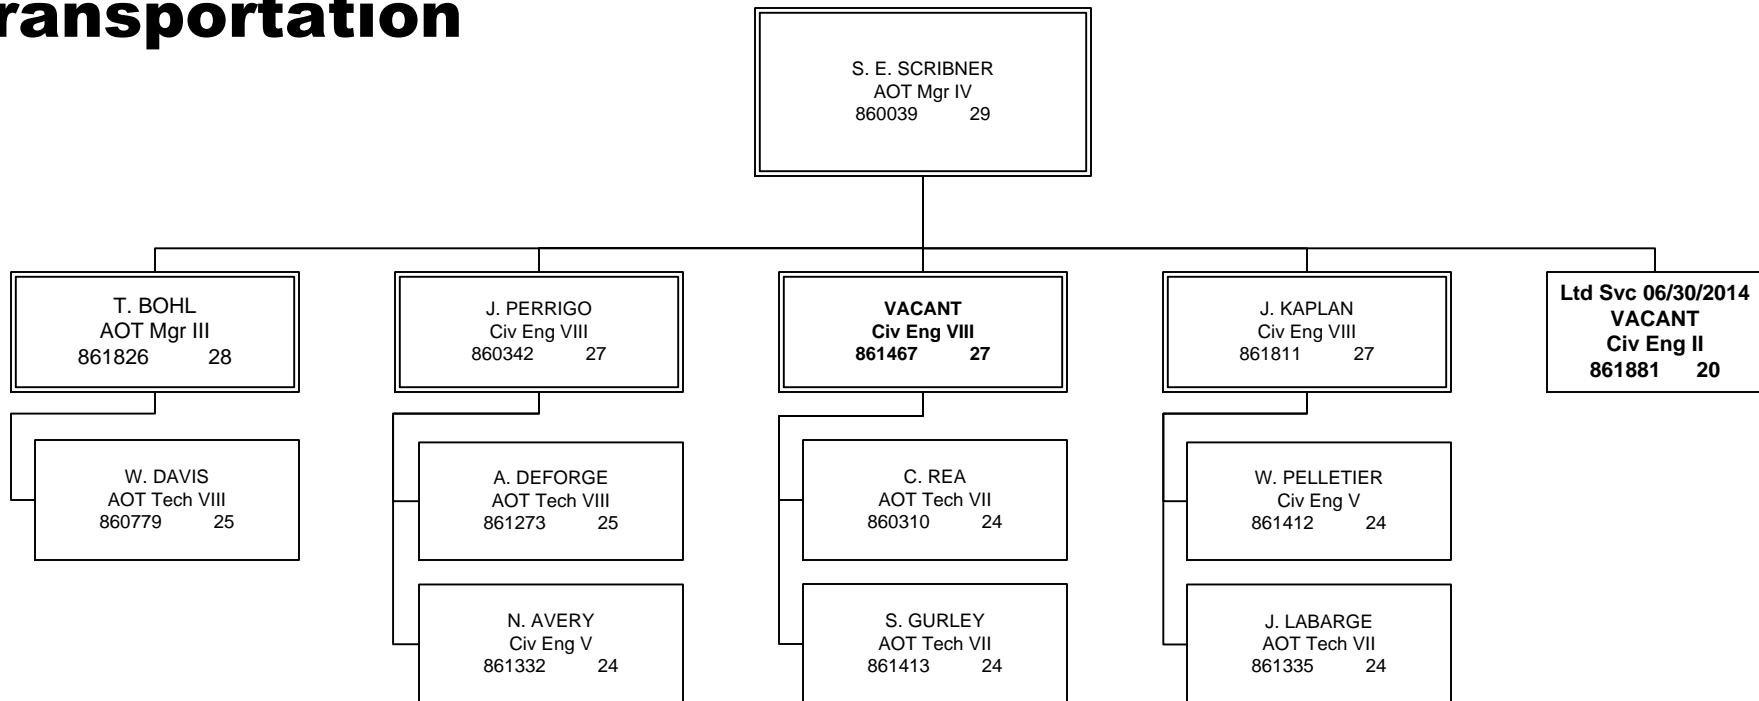 ransportation
S. E. SCRIBNER
AOT Mgr IV
860039 29
T. BOHL
AOT Mgr III
861826 28
J. PERRIGO
Civ Eng VIII
860342 27
VACANT
Civ Eng VIII
861467 27
J. KAPLAN
Civ Eng VIII
861811 27
Ltd Svc 06/30/2014
VACANT
Civ Eng II
861881 20
W. DAVIS
AOT Tech VIII
860779 25
A. DEFORGE
AOT Tech VIII
861273 25
C. REA
AOT Tech VII
860310 24
W. PELLETIER
Civ Eng V
861412 24
N. AVERY
Civ Eng V
861332 24
S. GURLEY
AOT Tech VII
861413 24
J. LABARGE
AOT Tech VII
861335 24